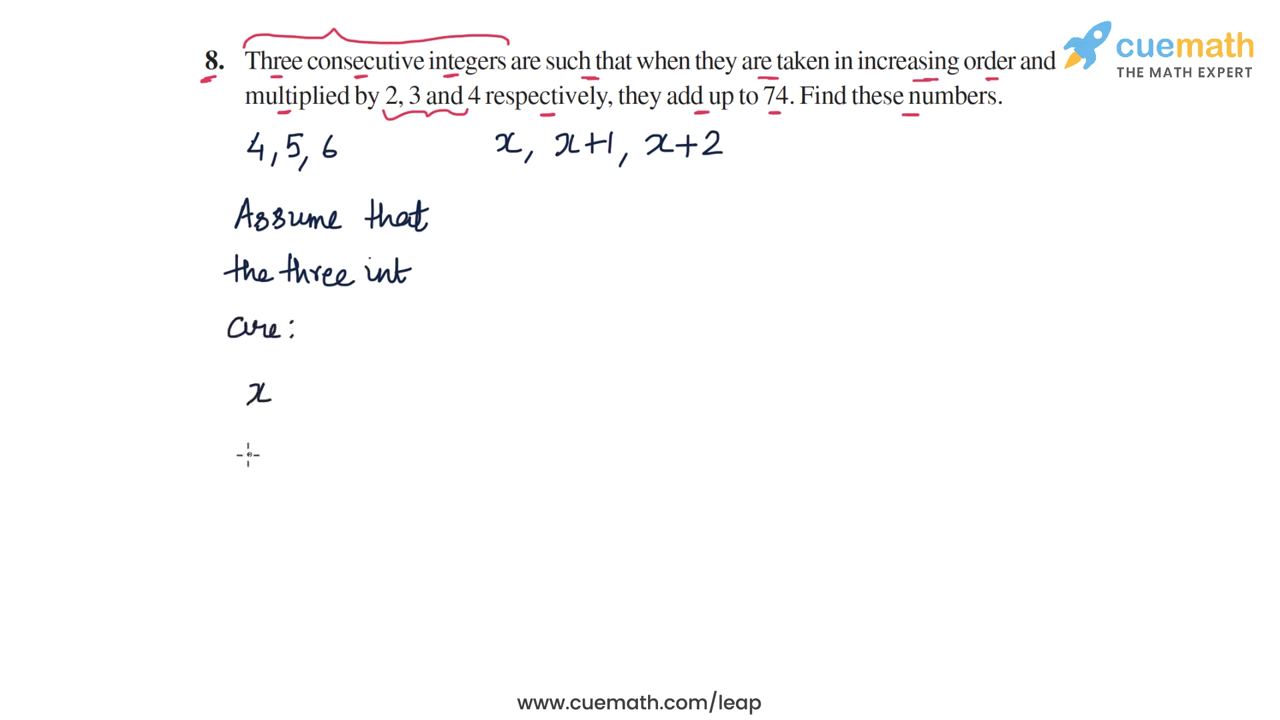 8. Three consecutive integers are such that when they are taken in increasing order and
multiplied by 2, 3 and 4 respectively, they add up to 74. Find these numbers.
cuemath
THE MATH EXPERT
4, 5, 6
x, x+1, x+2
Assume that
the three int
are:
x
www.cuemath.com/leap